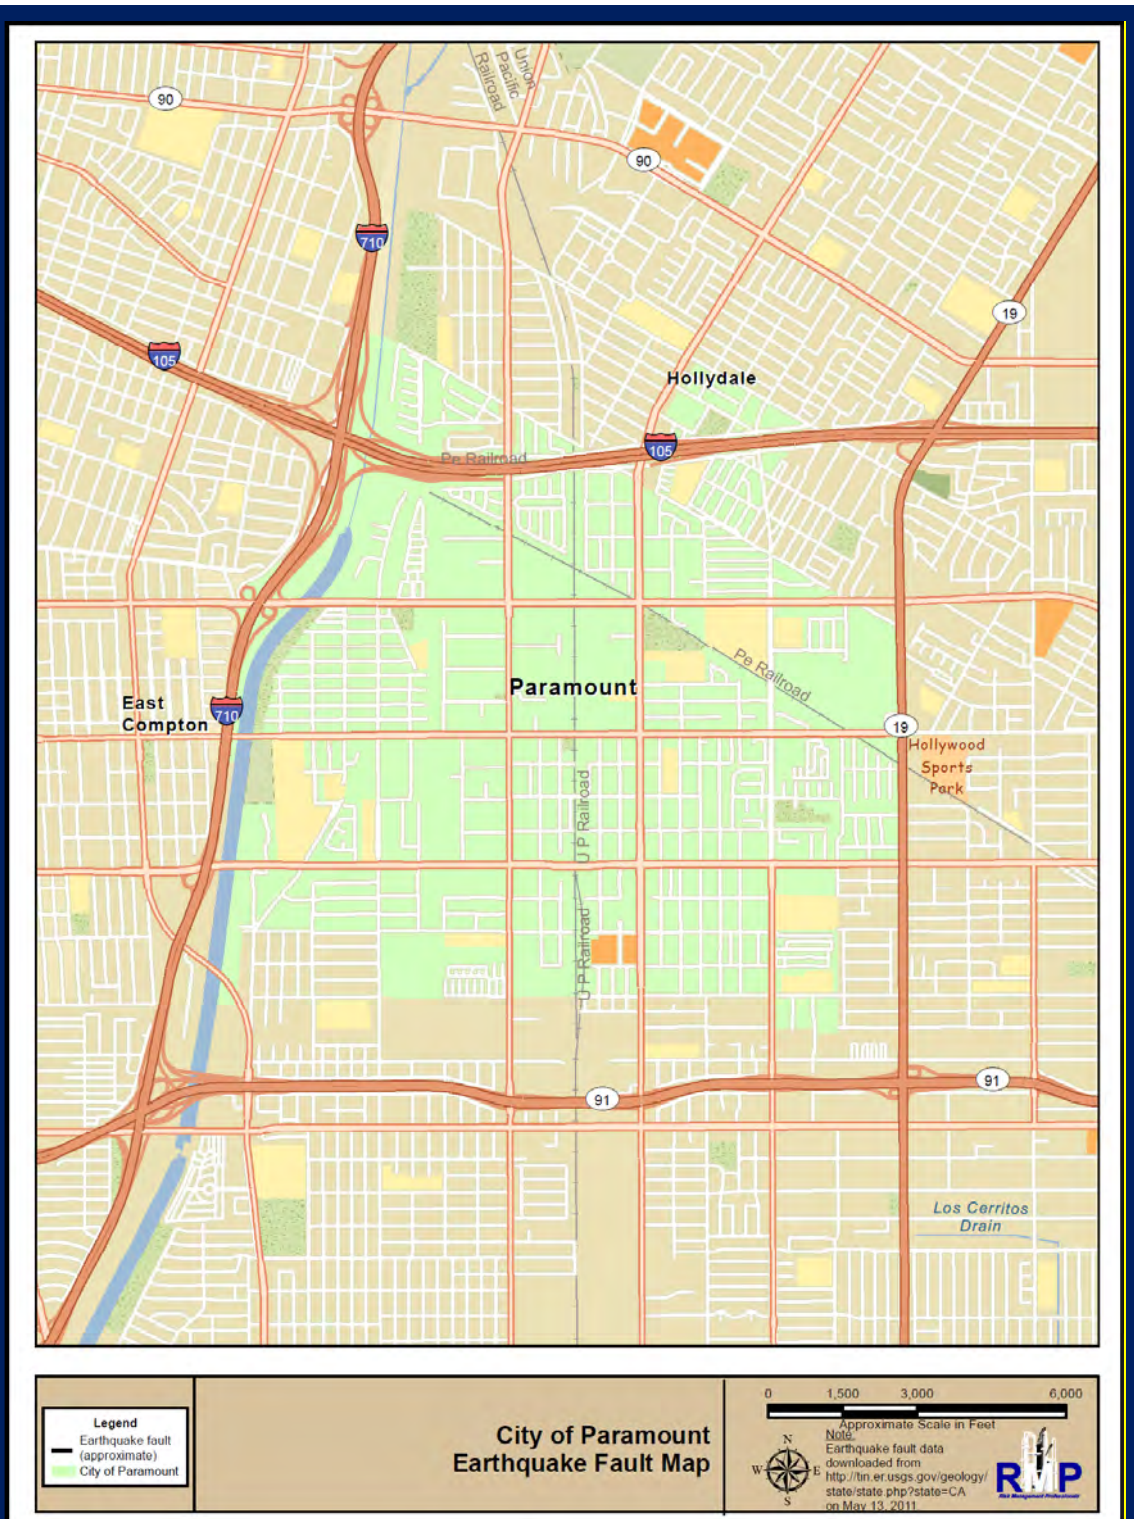 Union
Pacific
Railroad
90
90
710
19
105
Hollydale
105
Pe Railroad
Pe Railroad
Paramount
East
Compton
710
19
Hollywood
Sports
Park
U P Railroad
U P Railroad
91
91
Los Cerritos
Drain
Legend
Earthquake fault
(approximate)
City of Paramount
City of Paramount
Earthquake Fault Map
0 1,500 3,000 6,000
Approximate Scale in Feet
N
W E
S
Note:
Earthquake fault data
downloaded from
http://tin.er.usgs.gov/geology/
state/state.php?state=CA
on May 13, 2011
RMP
Risk Management Professionals